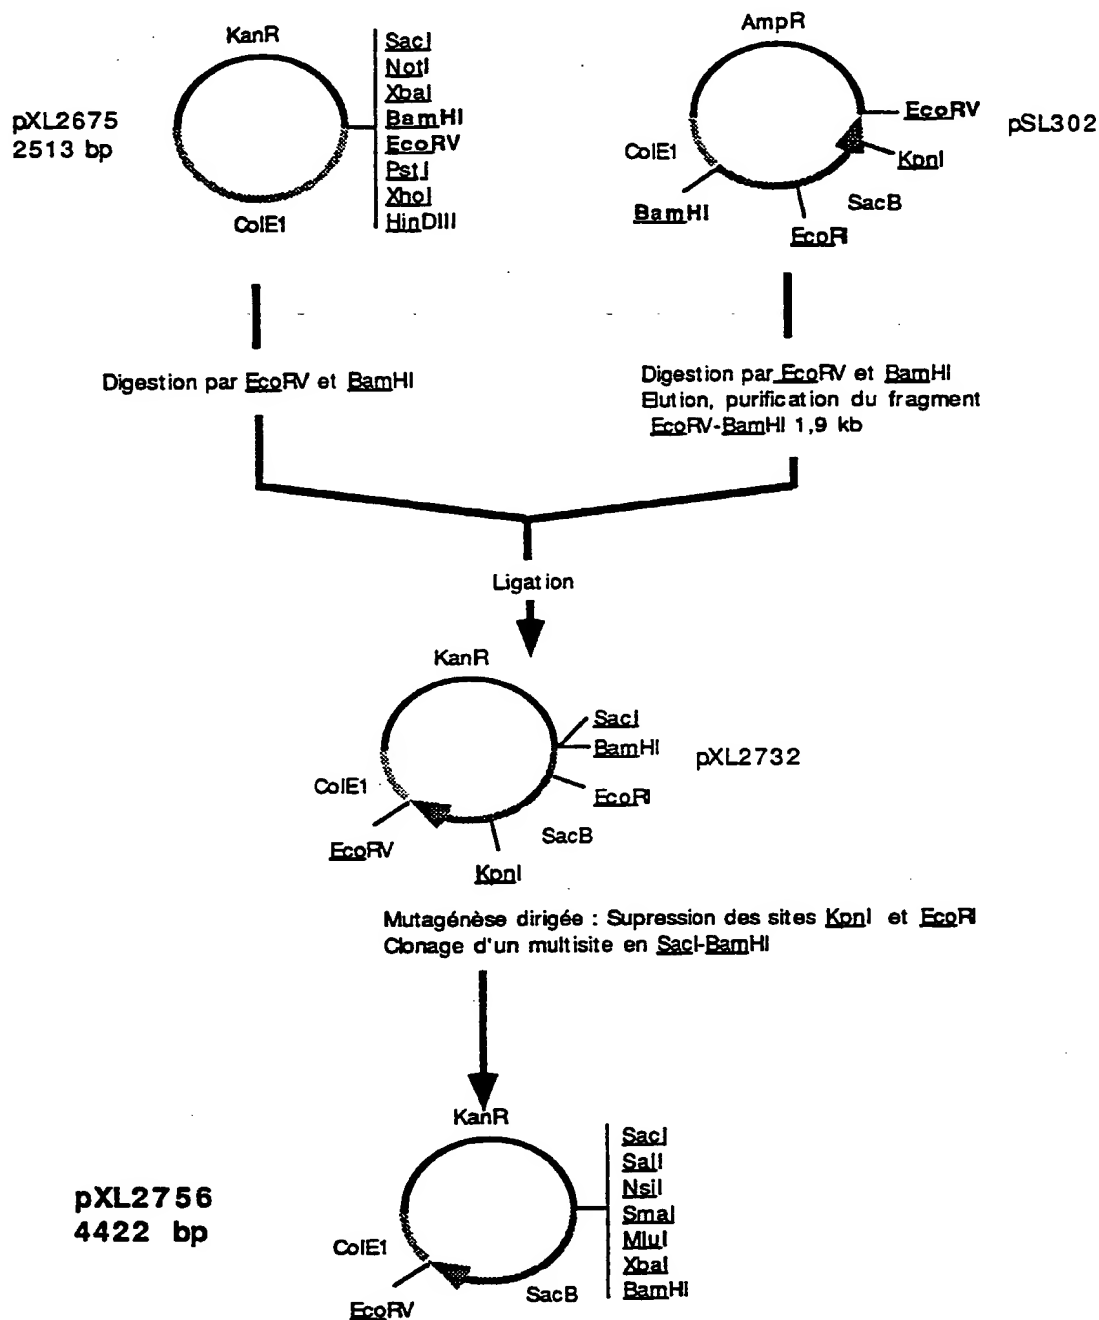 KanR
pXL2675
2513 bp
ColE1
SacI
NotI
XbaI
BamHI
EcoRV
PstI
XhoI
HinDIII
AmpR
EcoRV
pSL302
KpnI
ColE1
SacB
BamHI
EcoRI
Digestion par EcoRV et BamHI
Digestion par EcoRV et BamHI
Elution, purification du fragment
EcoRV-BamHI 1,9 kb
Ligation
KanR
SacI
BamHI
pXL2732
EcoRI
ColE1
SacB
EcoRV
KpnI
Mutagénèse dirigée : Supression des sites KpnI et EcoRI
Clonage d'un multisite en SacI-BamHI
KanR
pXL2756
4422 bp
SacI
SalI
NsiI
SmaI
MluI
XbaI
BamHI
ColE1
SacB
EcoRV